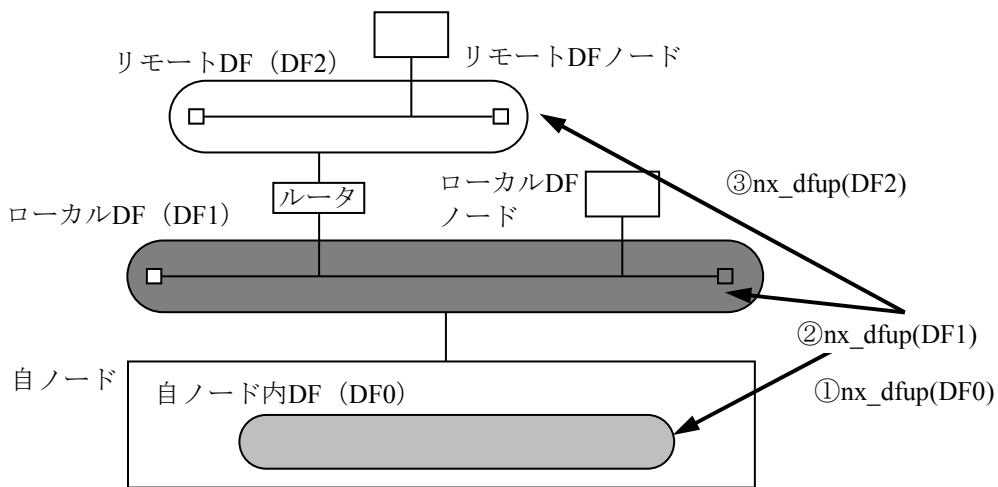 リモートDF（DF2）
リモートDFノード
ルータ
ローカルDF
ノード
③nx_dfup(DF2)
ローカルDF（DF1）
②nx_dfup(DF1)
自ノード
自ノード内DF（DF0）
①nx_dfup(DF0)